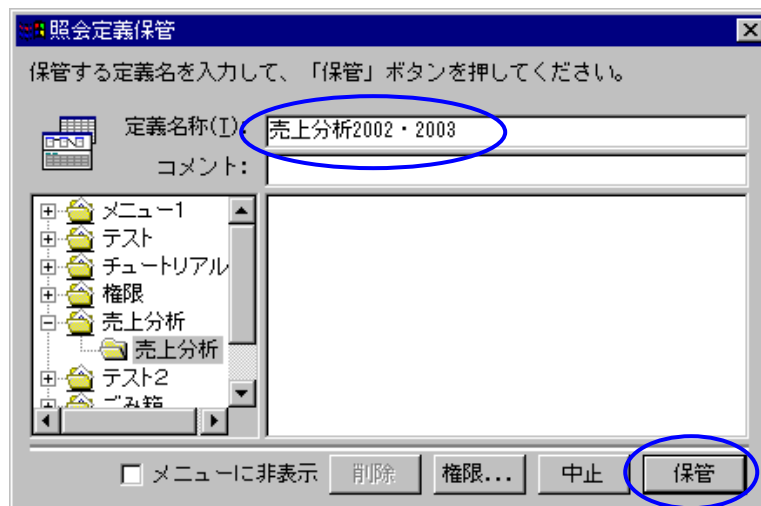 照会定義保管
保管する定義名を入力して、「保管」ボタンを押してください。
定義名称(I): 売上分析2002・2003
コメント:
メニュー1
テスト
チュートリアル
権限
売上分析
売上分析
テスト2
ごみ箱
メニューに非表示 削除 権限... 中止 保管